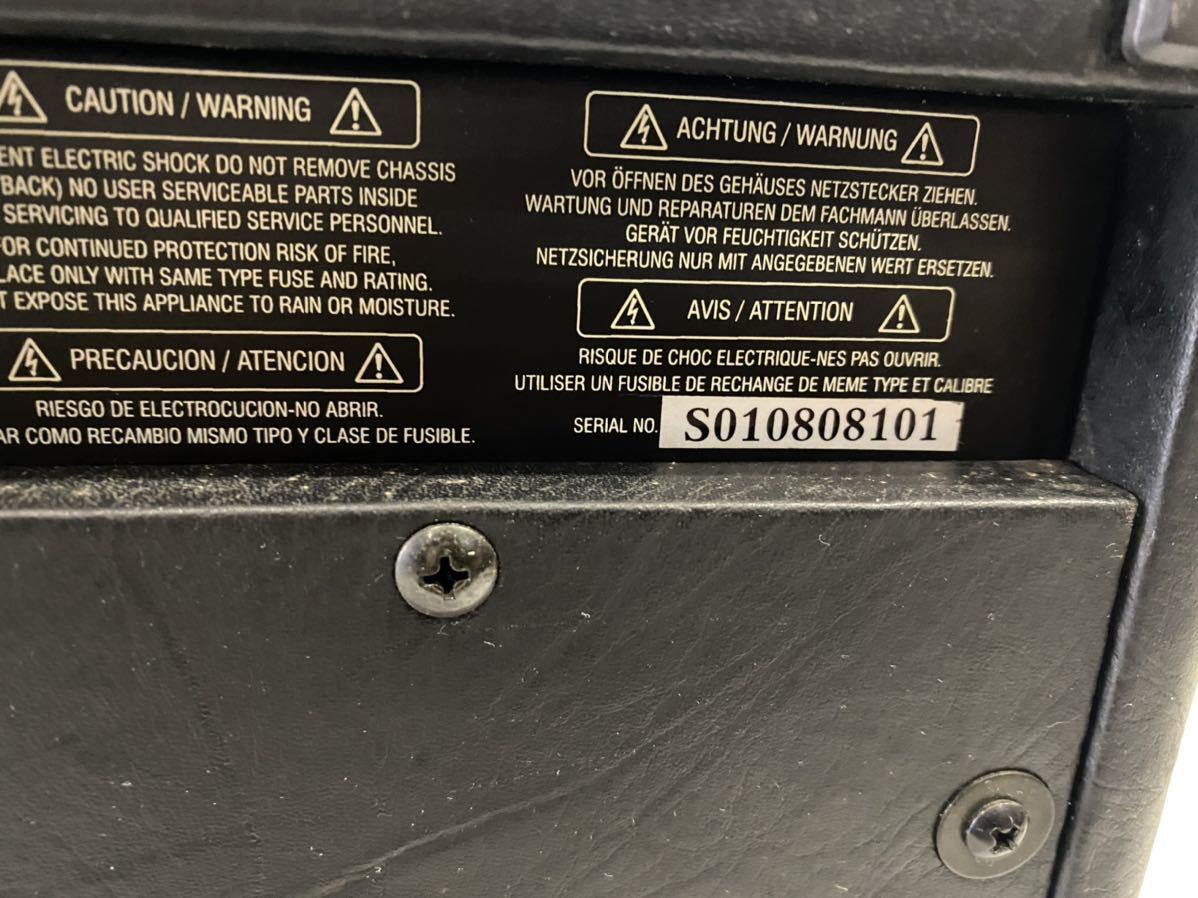 CAUTION / WARNING
ENT ELECTRIC SHOCK DO NOT REMOVE CHASSIS
BACK) NO USER SERVICEABLE PARTS INSIDE
SERVICING TO QUALIFIED SERVICE PERSONNEL.
FOR CONTINUED PROTECTION RISK OF FIRE,
LACE ONLY WITH SAME TYPE FUSE AND RATING.
T EXPOSE THIS APPLIANCE TO RAIN OR MOISTURE.
PRECAUCION / ATENCION
RIESGO DE ELECTROCUCION-NO ABRIR.
AR COMO RECAMBIO MISMO TIPO Y CLASE DE FUSIBLE.
ACHTUNG / WARNUNG
VOR ÖFFNEN DES GEHÄUSES NETZSTECKER ZIEHEN.
WARTUNG UND REPARATUREN DEM FACHMANN ÜBERLASSEN.
GERÄT VOR FEUCHTIGKEIT SCHÜTZEN.
NETZSICHERUNG NUR MIT ANGEGEBENEN WERT ERSETZEN.
AVIS / ATTENTION
RISQUE DE CHOC ELECTRIQUE-NES PAS OUVRIR.
UTILISER UN FUSIBLE DE RECHANGE DE MEME TYPE ET CALIBRE
SERIAL NO. S010808101